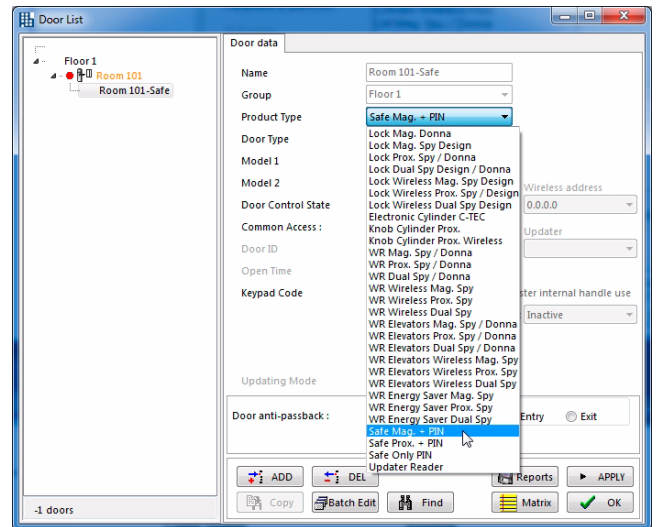 Door List
Floor 1
Room 101
Room 101-Safe
-1 doors
Door data
Name
Room 101-Safe
Group
Floor 1
Product Type
Safe Mag. + PIN
Door Type
Model 1
Model 2
Door Control State
Common Access :
Door ID
Open Time
Keypad Code
Updating Mode
Lock Mag. Donna
Lock Mag. Spy Design
Lock Prox. Spy / Donna
Lock Dual Spy Design / Donna
Lock Wireless Mag. Spy Design
Lock Wireless Prox. Spy / Design
Lock Wireless Dual Spy Design
Electronic Cylinder C-TEC
Knob Cylinder Prox.
Knob Cylinder Prox. Wireless
WR Mag. Spy / Donna
WR Prox. Spy / Donna
WR Dual Spy / Donna
WR Wireless Mag. Spy
WR Wireless Prox. Spy
WR Wireless Dual Spy
WR Elevators Mag. Spy / Donna
WR Elevators Prox. Spy / Donna
WR Elevators Dual Spy / Donna
WR Elevators Wireless Mag. Spy
WR Elevators Wireless Prox. Spy
WR Elevators Wireless Dual Spy
WR Energy Saver Mag. Spy
WR Energy Saver Prox. Spy
WR Energy Saver Dual Spy
Safe Mag. + PIN
Safe Prox. + PIN
Safe Only PIN
Updater Reader
Wireless address
0.0.0.0
Updater
ster internal handle use
Inactive
Door anti-passback :
Entry
Exit
ADD
DEL
Reports
APPLY
Copy
Batch Edit
Find
Matrix
OK